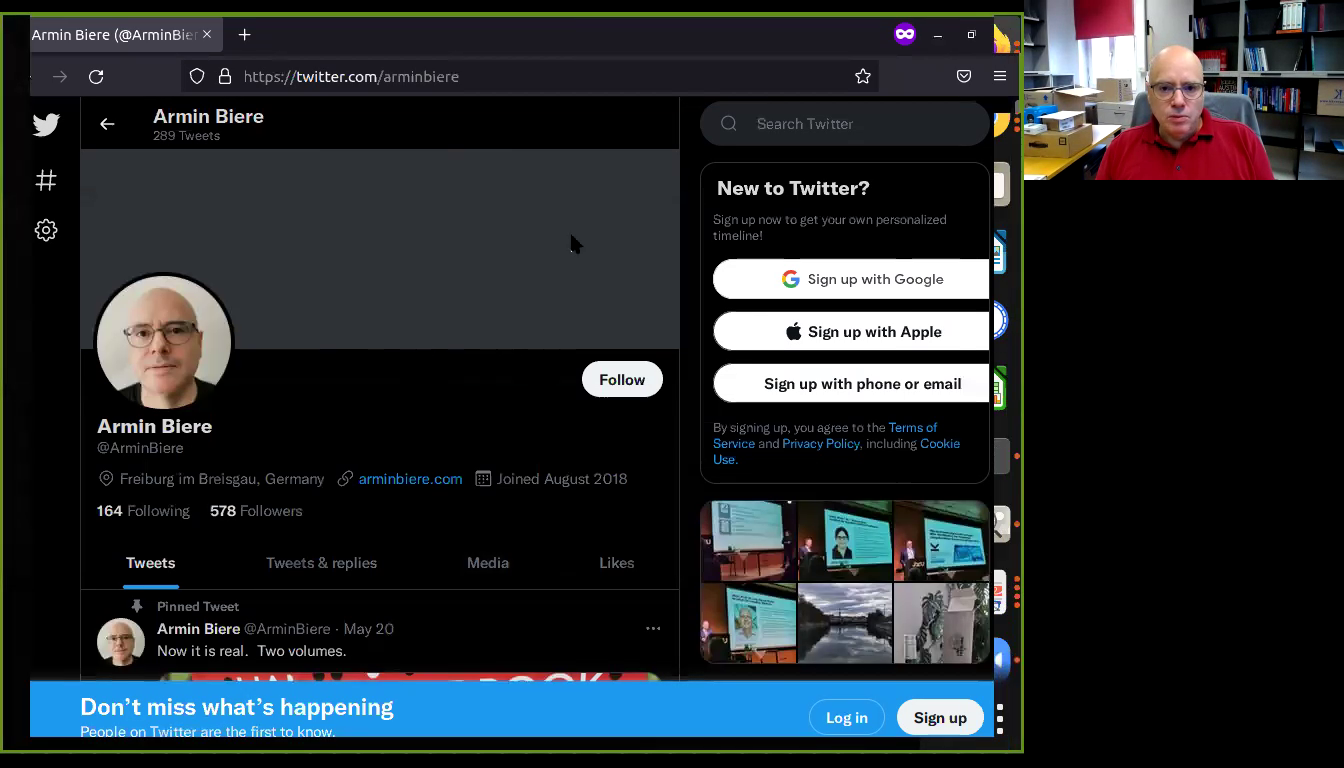 Armin Biere (@ArminBier
https://twitter.com/arminbiere
Armin Biere
289 Tweets
Search Twitter
New to Twitter?
Sign up now to get your own personalized
timeline!
Sign up with Google
Sign up with Apple
Sign up with phone or email
By signing up, you agree to the Terms of
Service and Privacy Policy, including Cookie
Use.
Follow
Armin Biere
@ArminBiere
Freiburg im Breisgau, Germany arminbiere.com Joined August 2018
164 Following 578 Followers
Tweets Tweets & replies Media Likes
Pinned Tweet
Armin Biere @ArminBiere · May 20
Now it is real. Two volumes.
Don't miss what's happening
People on Twitter are the first to know.
Log in
Sign up